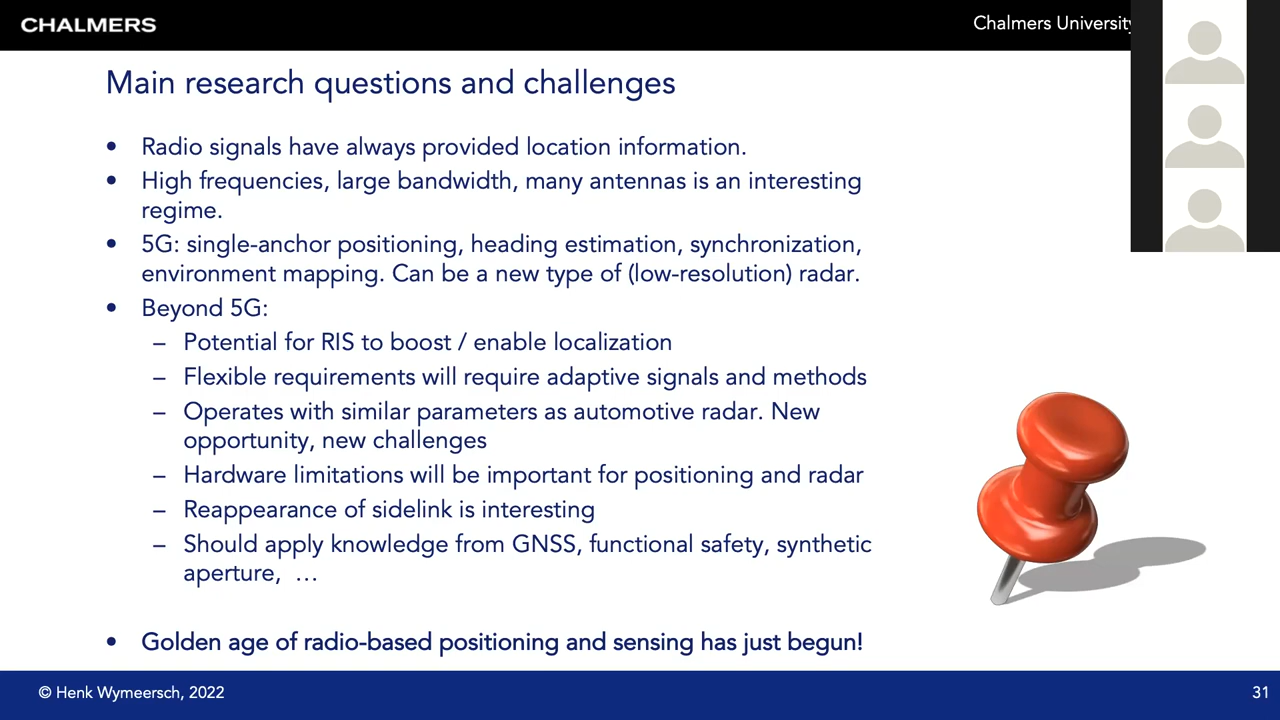 CHALMERS
Chalmers University
Main research questions and challenges
• Radio signals have always provided location information.
• High frequencies, large bandwidth, many antennas is an interesting
regime.
• 5G: single-anchor positioning, heading estimation, synchronization,
environment mapping. Can be a new type of (low-resolution) radar.
• Beyond 5G:
– Potential for RIS to boost / enable localization
– Flexible requirements will require adaptive signals and methods
– Operates with similar parameters as automotive radar. New
opportunity, new challenges
– Hardware limitations will be important for positioning and radar
– Reappearance of sidelink is interesting
– Should apply knowledge from GNSS, functional safety, synthetic
aperture, …
• Golden age of radio-based positioning and sensing has just begun!
© Henk Wymeersch, 2022
31